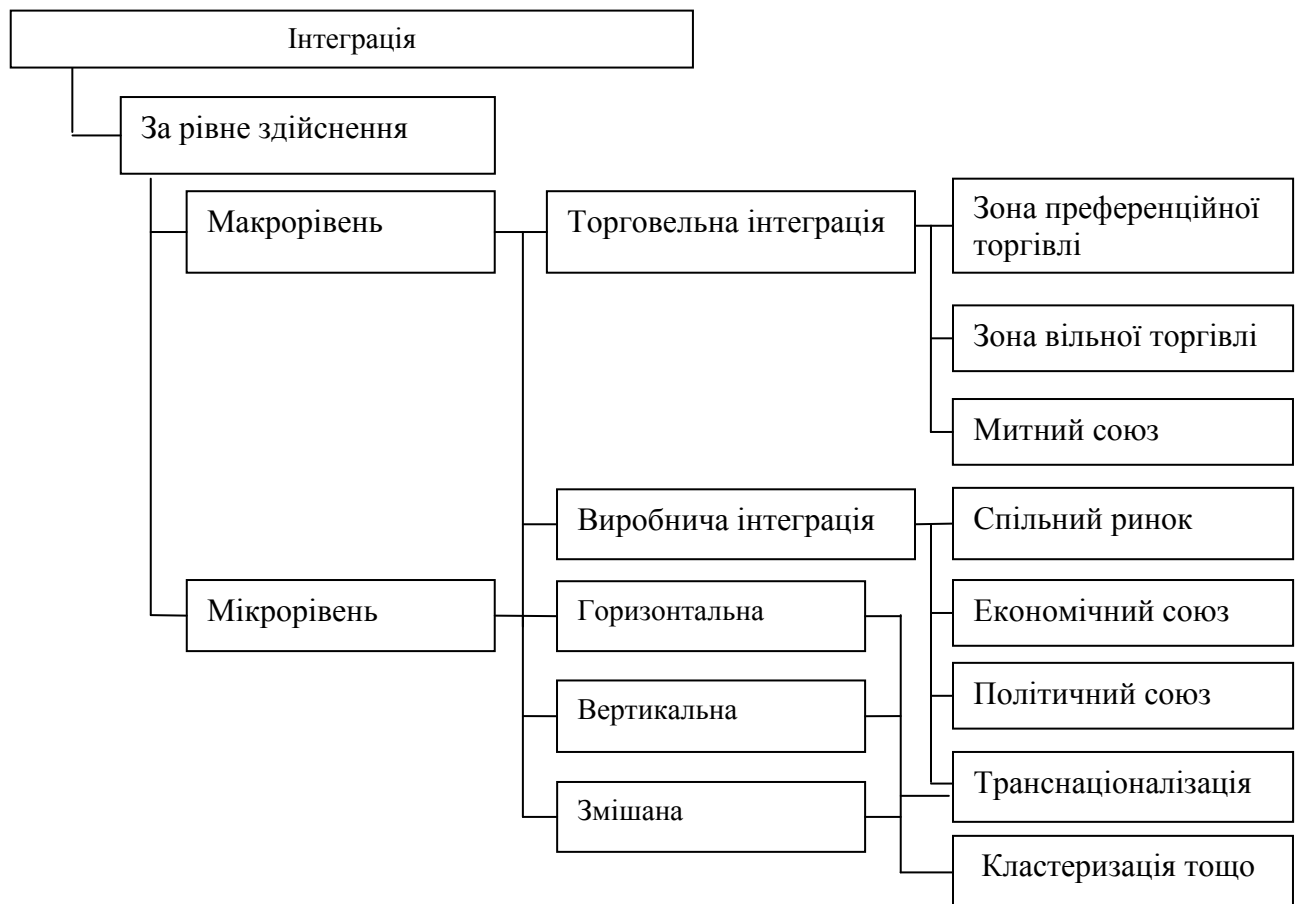 Інтеграція
За рівне здійснення
Макрорівень
Торговельна інтеграція
Зона преференційної
торгівлі
Зона вільної торгівлі
Митний союз
Виробнича інтеграція
Спільний ринок
Мікрорівень
Горизонтальна
Економічний союз
Вертикальна
Політичний союз
Змішана
Транснаціоналізація
Кластеризація тощо